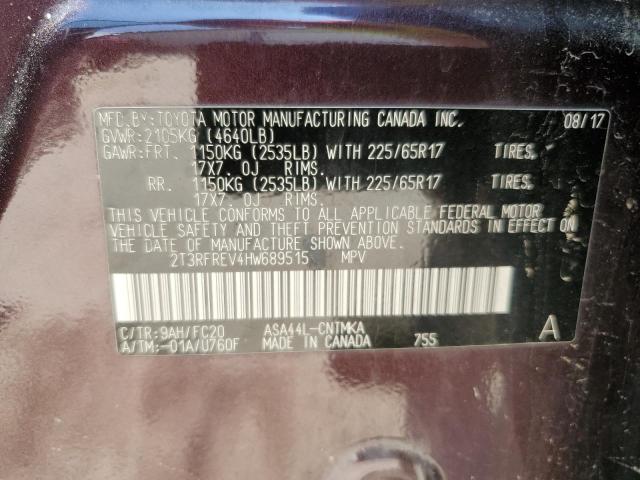 MFD.BY:TOYOTA MOTOR MANUFACTURING CANADA INC. 08/17
GVWR:2105KG (4640LB)
GAWR:FRT. 1150KG (2535LB) WITH 225/65R17 TIRES.
17X7.0J RIMS.
RR. 1150KG (2535LB) WITH 225/65R17 TIRES.
17X7.0J RIMS.
THIS VEHICLE CONFORMS TO ALL APPLICABLE FEDERAL MOTOR
VEHICLE SAFETY AND THEFT PREVENTION STANDARDS IN EFFECT ON
THE DATE OF MANUFACTURE SHOWN ABOVE.
2T3RFREV4HW689515 MPV
C/TR:9AH/FC20 ASA44L-CNTMKA A
A/TM:-01A/U760F MADE IN CANADA 755